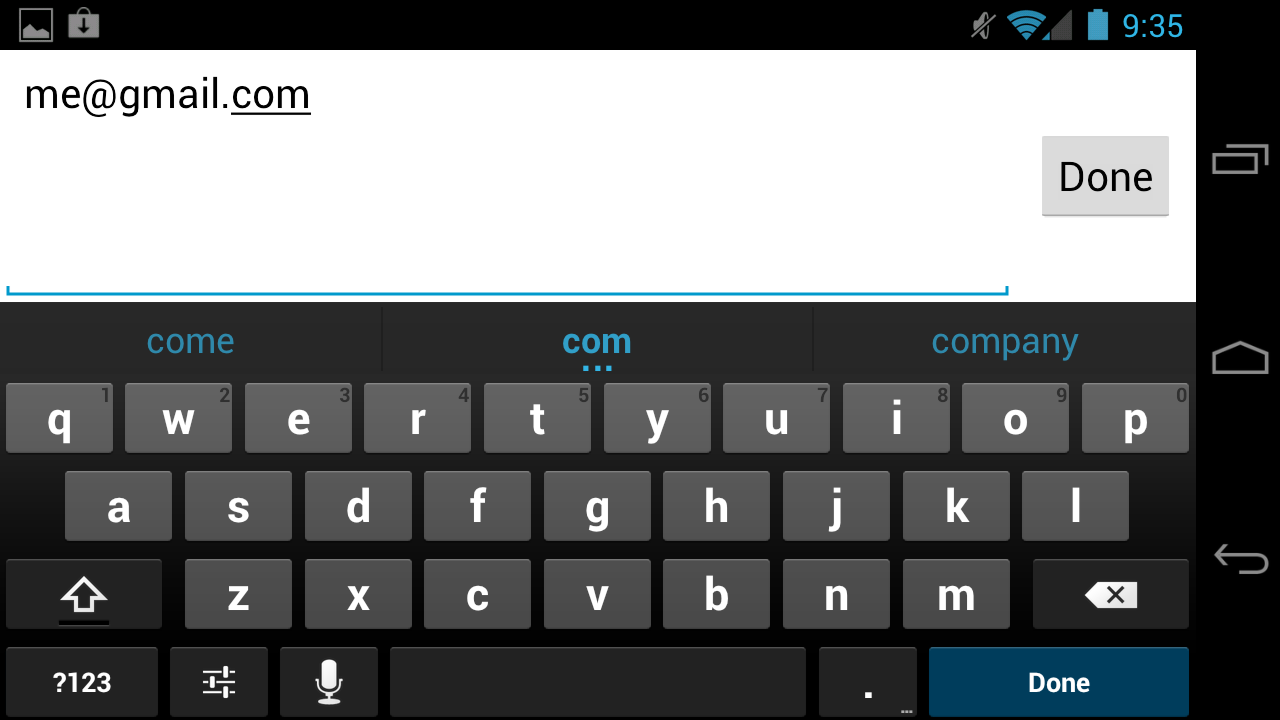 9:35
me@gmail.com
Done
come com company
1 2 3 4 5 6 7 8 9 0
q w e r t y u i o p
a s d f g h j k l
z x c v b n m
?123 . ... Done